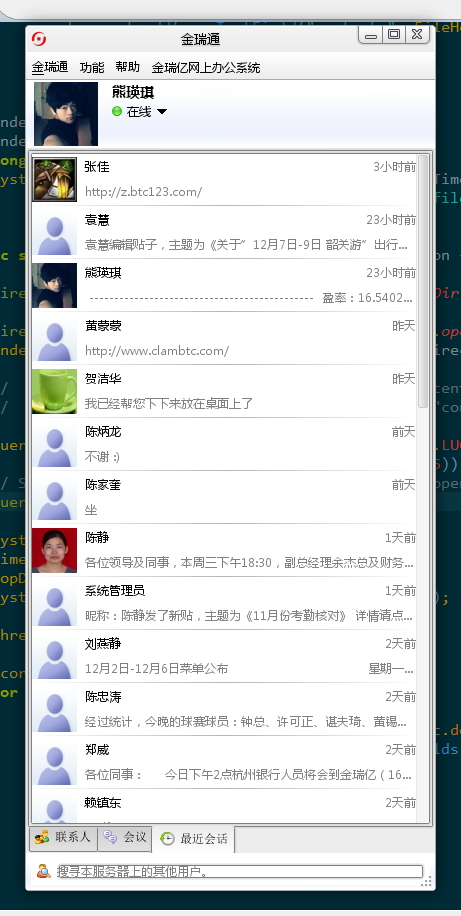 金瑞通
金瑞通 功能 帮助 金瑞亿网上办公系统
熊瑛琪
在线
张佳 3小时前
http://z.btc123.com/
袁慧 23小时前
袁慧编辑贴子，主题为《关于”12月7日-9日 韶关游”出行...
熊瑛琪 23小时前
---------------------------------------- 盈率：16.5402...
黄蒙蒙 昨天
http://www.clambtc.com/
贺洁华 昨天
我已经帮您下下来放在桌面上了
陈炳龙 前天
不谢 :)
陈家奎 前天
坐
陈静 1天前
各位领导及同事，本周三下午18:30，副总经理余杰总及财务...
系统管理员 1天前
昵称：陈静发了新贴，主题为《11月份考勤核对》 详情请点...
刘燕静 2天前
12月2日-12月6日菜单公布 星期一...
陈忠涛 2天前
经过统计，今晚的球赛球员：钟总、许可正、谌夫琦、黄锡...
郑威 2天前
各位同事： 今日下午2点杭州银行人员将会到金瑞亿（16...
赖镇东 2天前
联系人 会议 最近会话
搜寻本服务器上的其他用户。